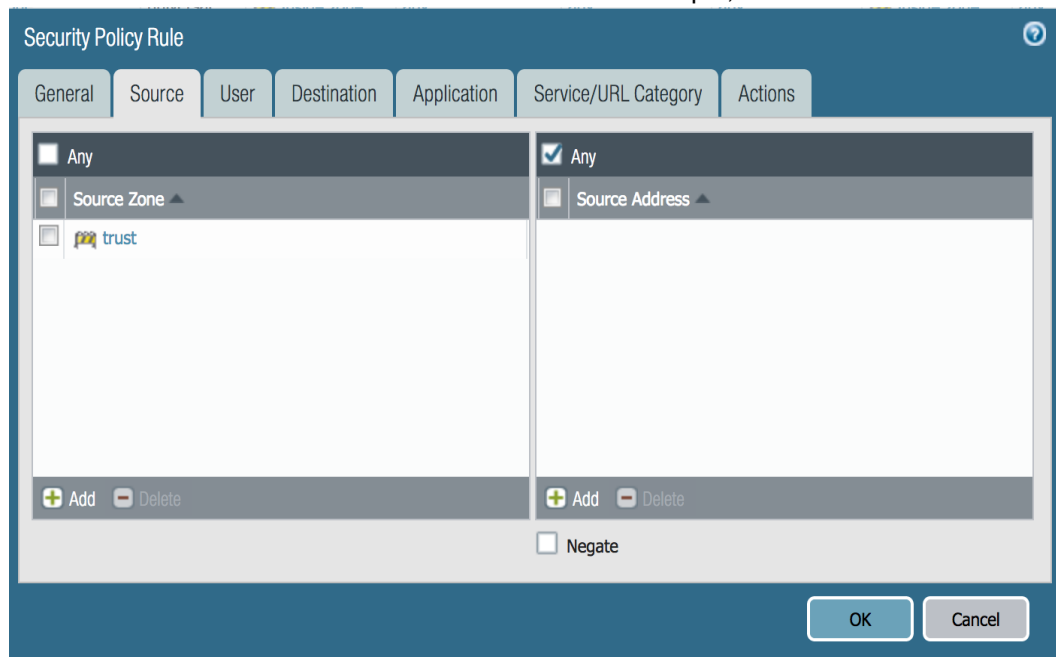 Security Policy Rule
General Source User Destination Application Service/URL Category Actions
Any
Source Zone
trust
Add Delete
Any
Source Address
Add Delete
Negate
OK Cancel